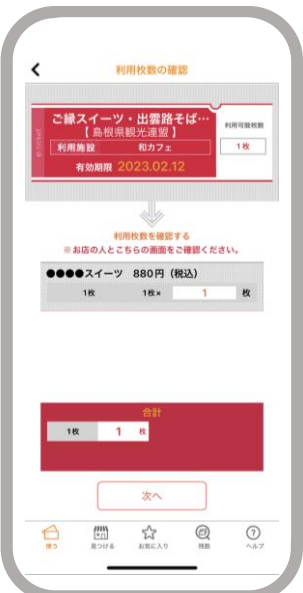 利用枚数の確認
ご縁スイーツ・出雲路そば…
【 島根県観光連盟 】
利用施設 和カフェ
有効期限 2023.02.12
e-ticket
利用可能枚数
1 枚
利用枚数を確認する
※お店の人とこちらの画面をご確認ください。
●●●●スイーツ 880円（税込）
1枚 1枚× 1 枚
合計
1枚 1 枚
次へ
使う 見つける お気に入り 残数 ヘルプ